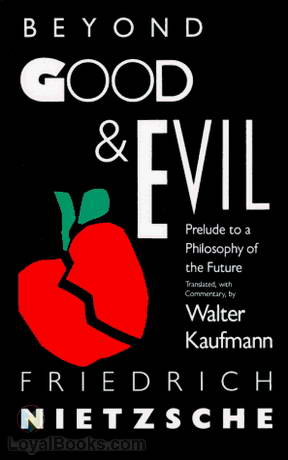 BEYOND
GOOD
& EVIL
Prelude to a
Philosophy of
the Future
Translated, with
Commentary, by
Walter
Kaufmann
FRIEDRICH
NIETZSCHE
LoyalBooks.com